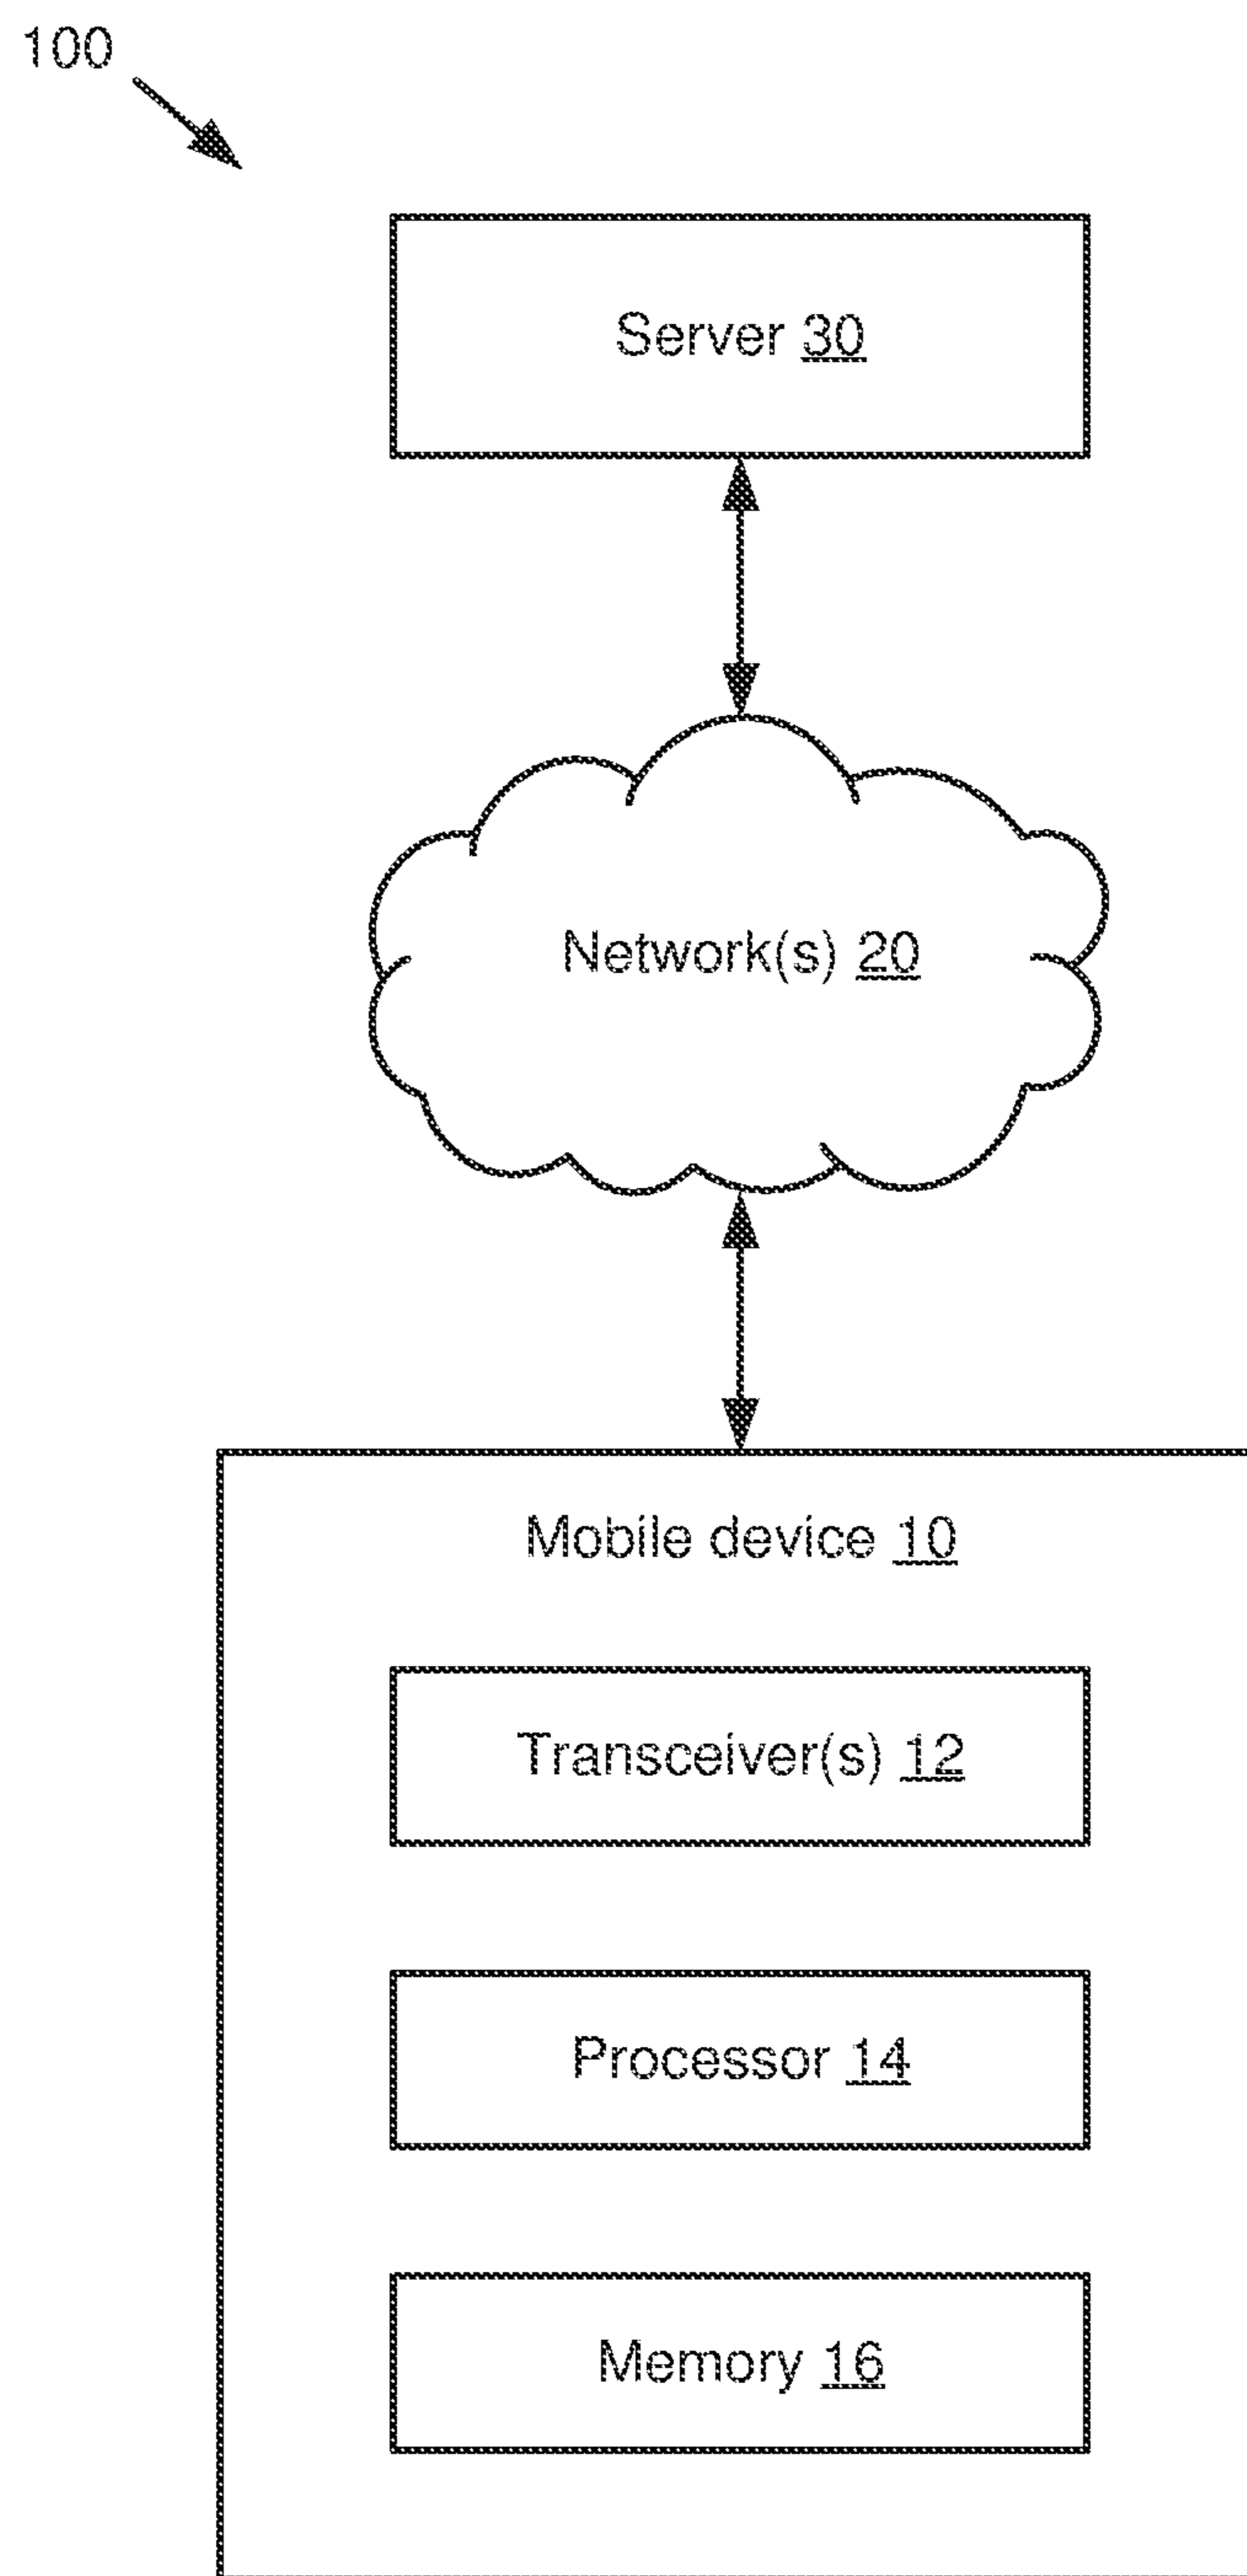 100
Server 30
Network(s) 20
Mobile device 10
Transceiver(s) 12
Processor 14
Memory 16